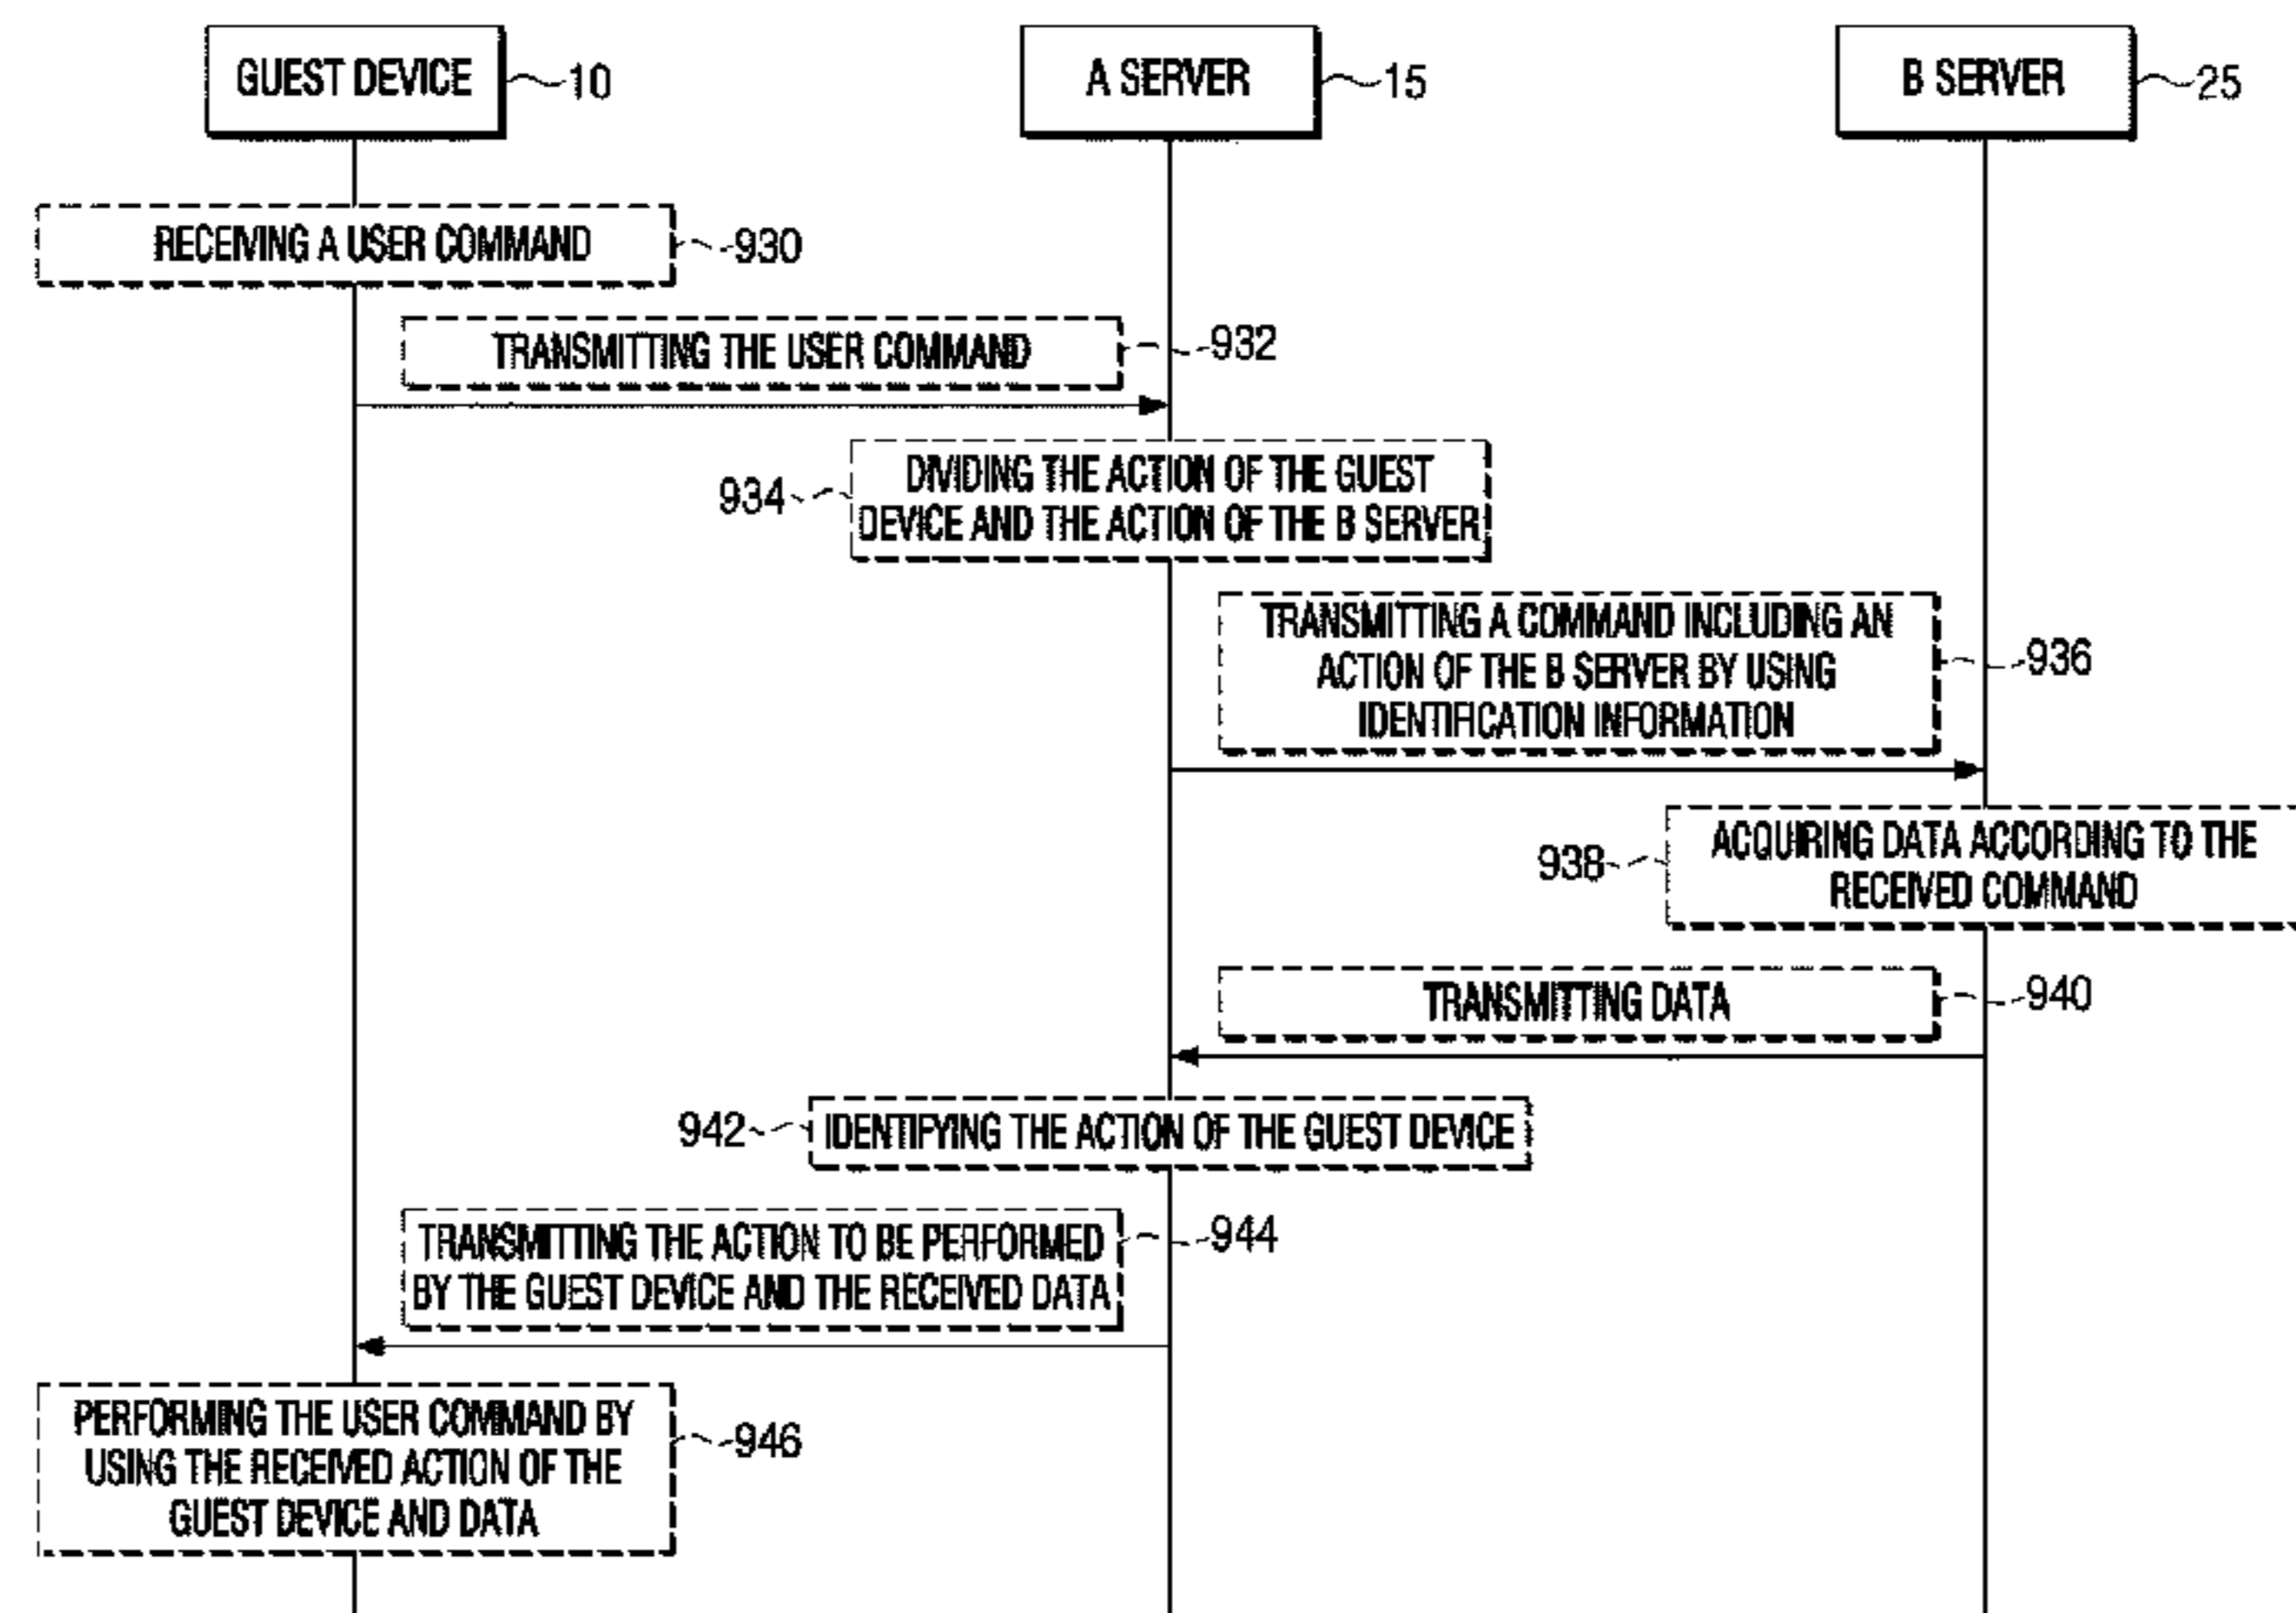 GUEST DEVICE
10
A SERVER
15
B SERVER
25
RECEIVING A USER COMMAND
930
TRANSMITTING THE USER COMMAND
932
934
DIVIDING THE ACTION OF THE GUEST
DEVICE AND THE ACTION OF THE B SERVER
TRANSMITTING A COMMAND INCLUDING AN
ACTION OF THE B SERVER BY USING
IDENTIFICATION INFORMATION
936
938
ACQUIRING DATA ACCORDING TO THE
RECEIVED COMMAND
TRANSMITTING DATA
940
942
IDENTIFYING THE ACTION OF THE GUEST DEVICE
TRANSMITTING THE ACTION TO BE PERFORMED
BY THE GUEST DEVICE AND THE RECEIVED DATA
944
PERFORMING THE USER COMMAND BY
USING THE RECEIVED ACTION OF THE
GUEST DEVICE AND DATA
946